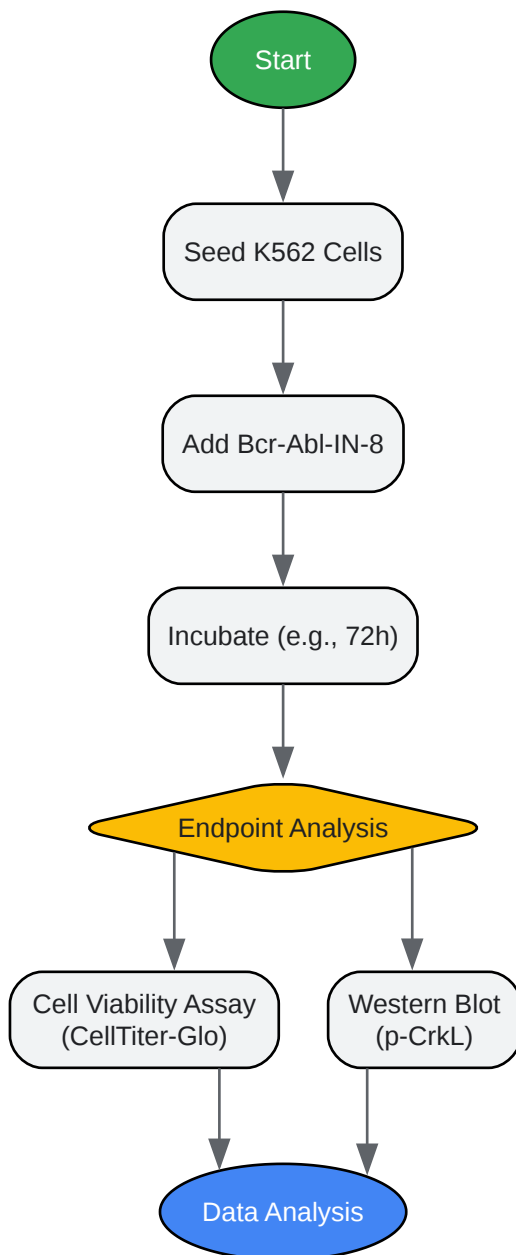 Start
Seed K562 Cells
Add Bcr-Abl-IN-8
Incubate (e.g., 72h)
Endpoint Analysis
Cell Viability Assay
(CellTiter-Glo)
Western Blot
(p-CrkL)
Data Analysis